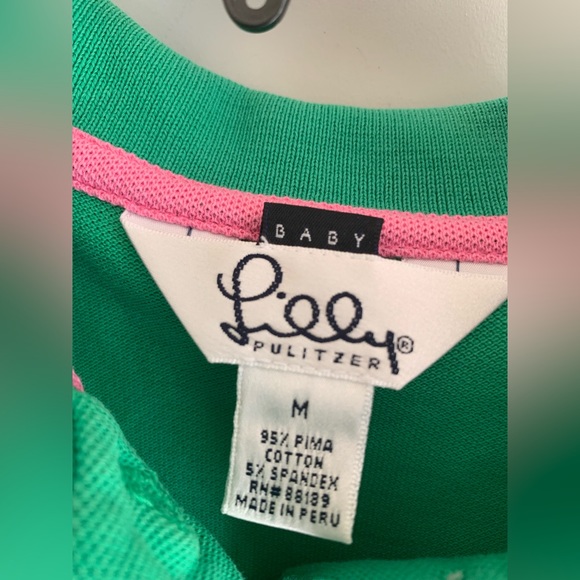 BABY
Lilly®
PULITZER
M
95% PIMA
COTTON
5% SPANDEX
RN# 88189
MADE IN PERU